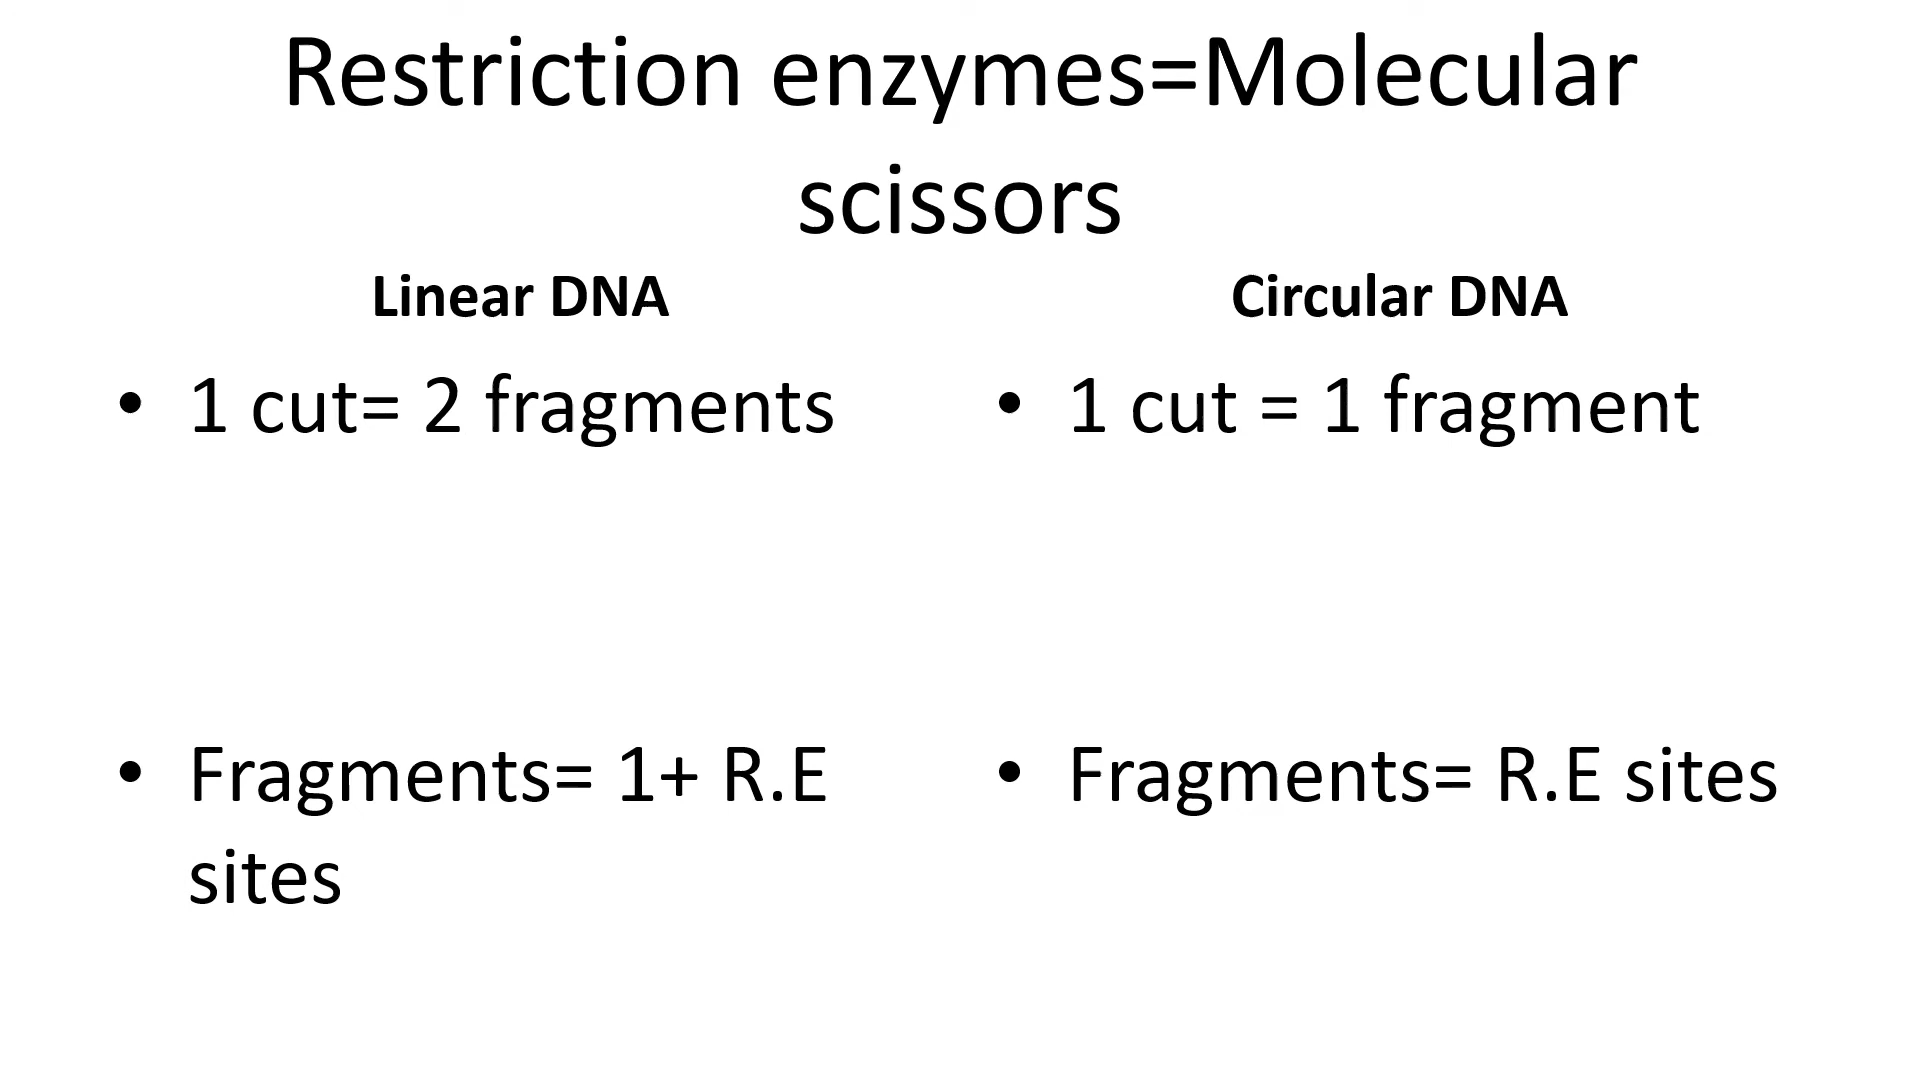 Restriction enzymes=Molecular
scissors
Linear DNA
• 1 cut= 2 fragments
• Fragments= 1+ R.E
sites
Circular DNA
• 1 cut = 1 fragment
• Fragments= R.E sites